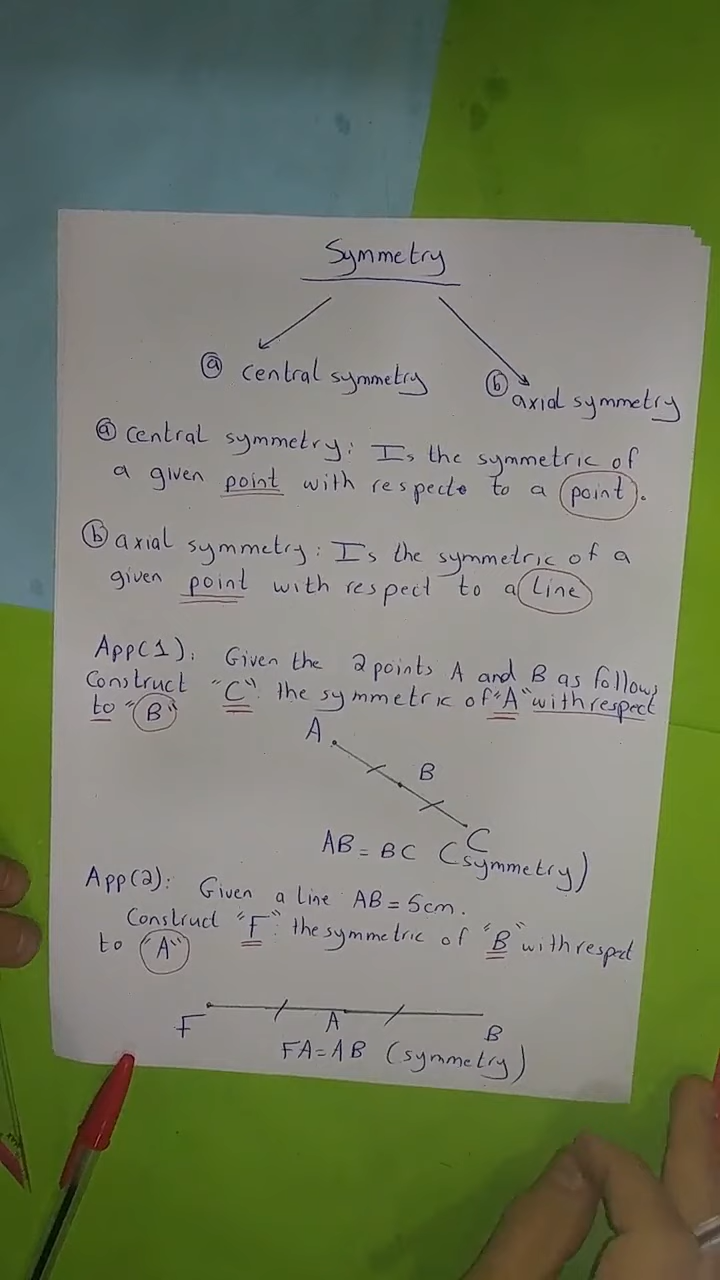 Symmetry
ⓐ central symmetry
ⓑ axial symmetry
ⓐ central symmetry: Is the symmetric of
a given point with respect to a point.
ⓑ axial symmetry: Is the symmetric of a
given point with respect to a Line
App(1): Given the 2 points A and B as follows,
Construct "C": the symmetric of "A" with respect
to "B"
A
B
C
AB = BC (symmetry)
App(2): Given a line AB = 5cm.
Construct "F": the symmetric of "B" with respect
to "A"
F A B
FA = AB (symmetry)